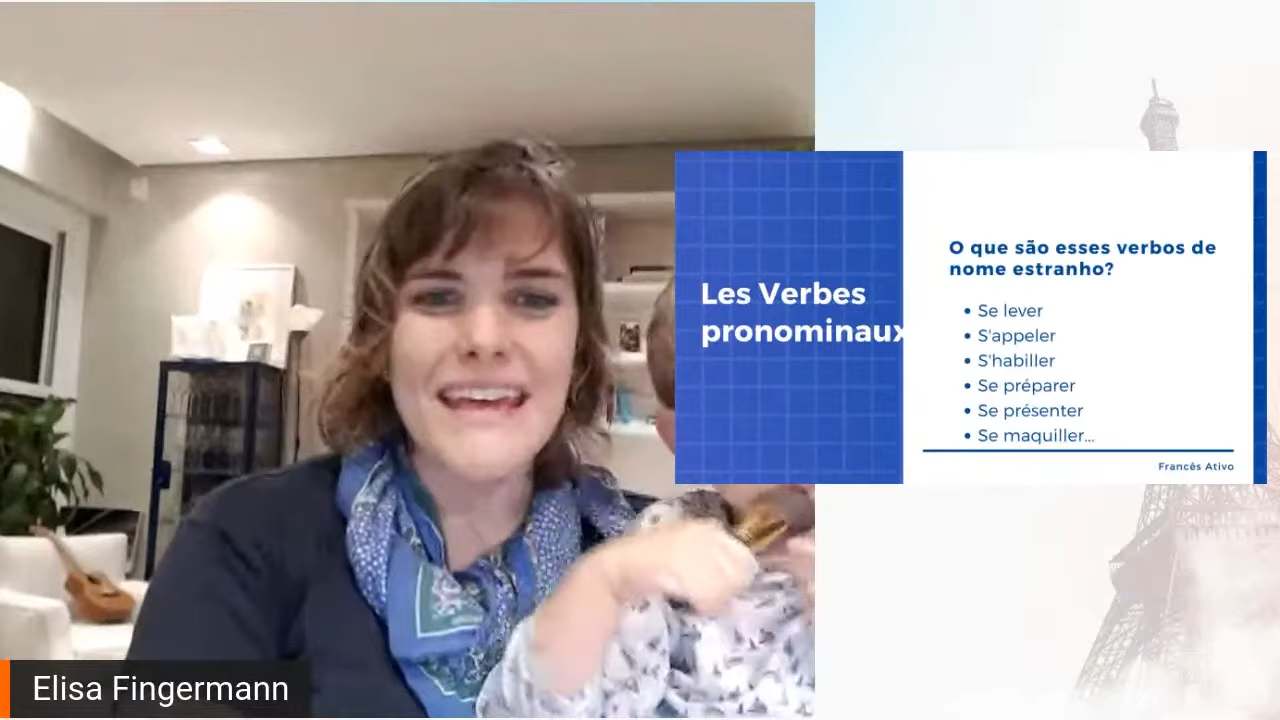 Les Verbes
pronominaux
O que são esses verbos de
nome estranho?
• Se lever
• S'appeler
• S'habiller
• Se préparer
• Se présenter
• Se maquiller...
Francês Ativo
Elisa Fingermann